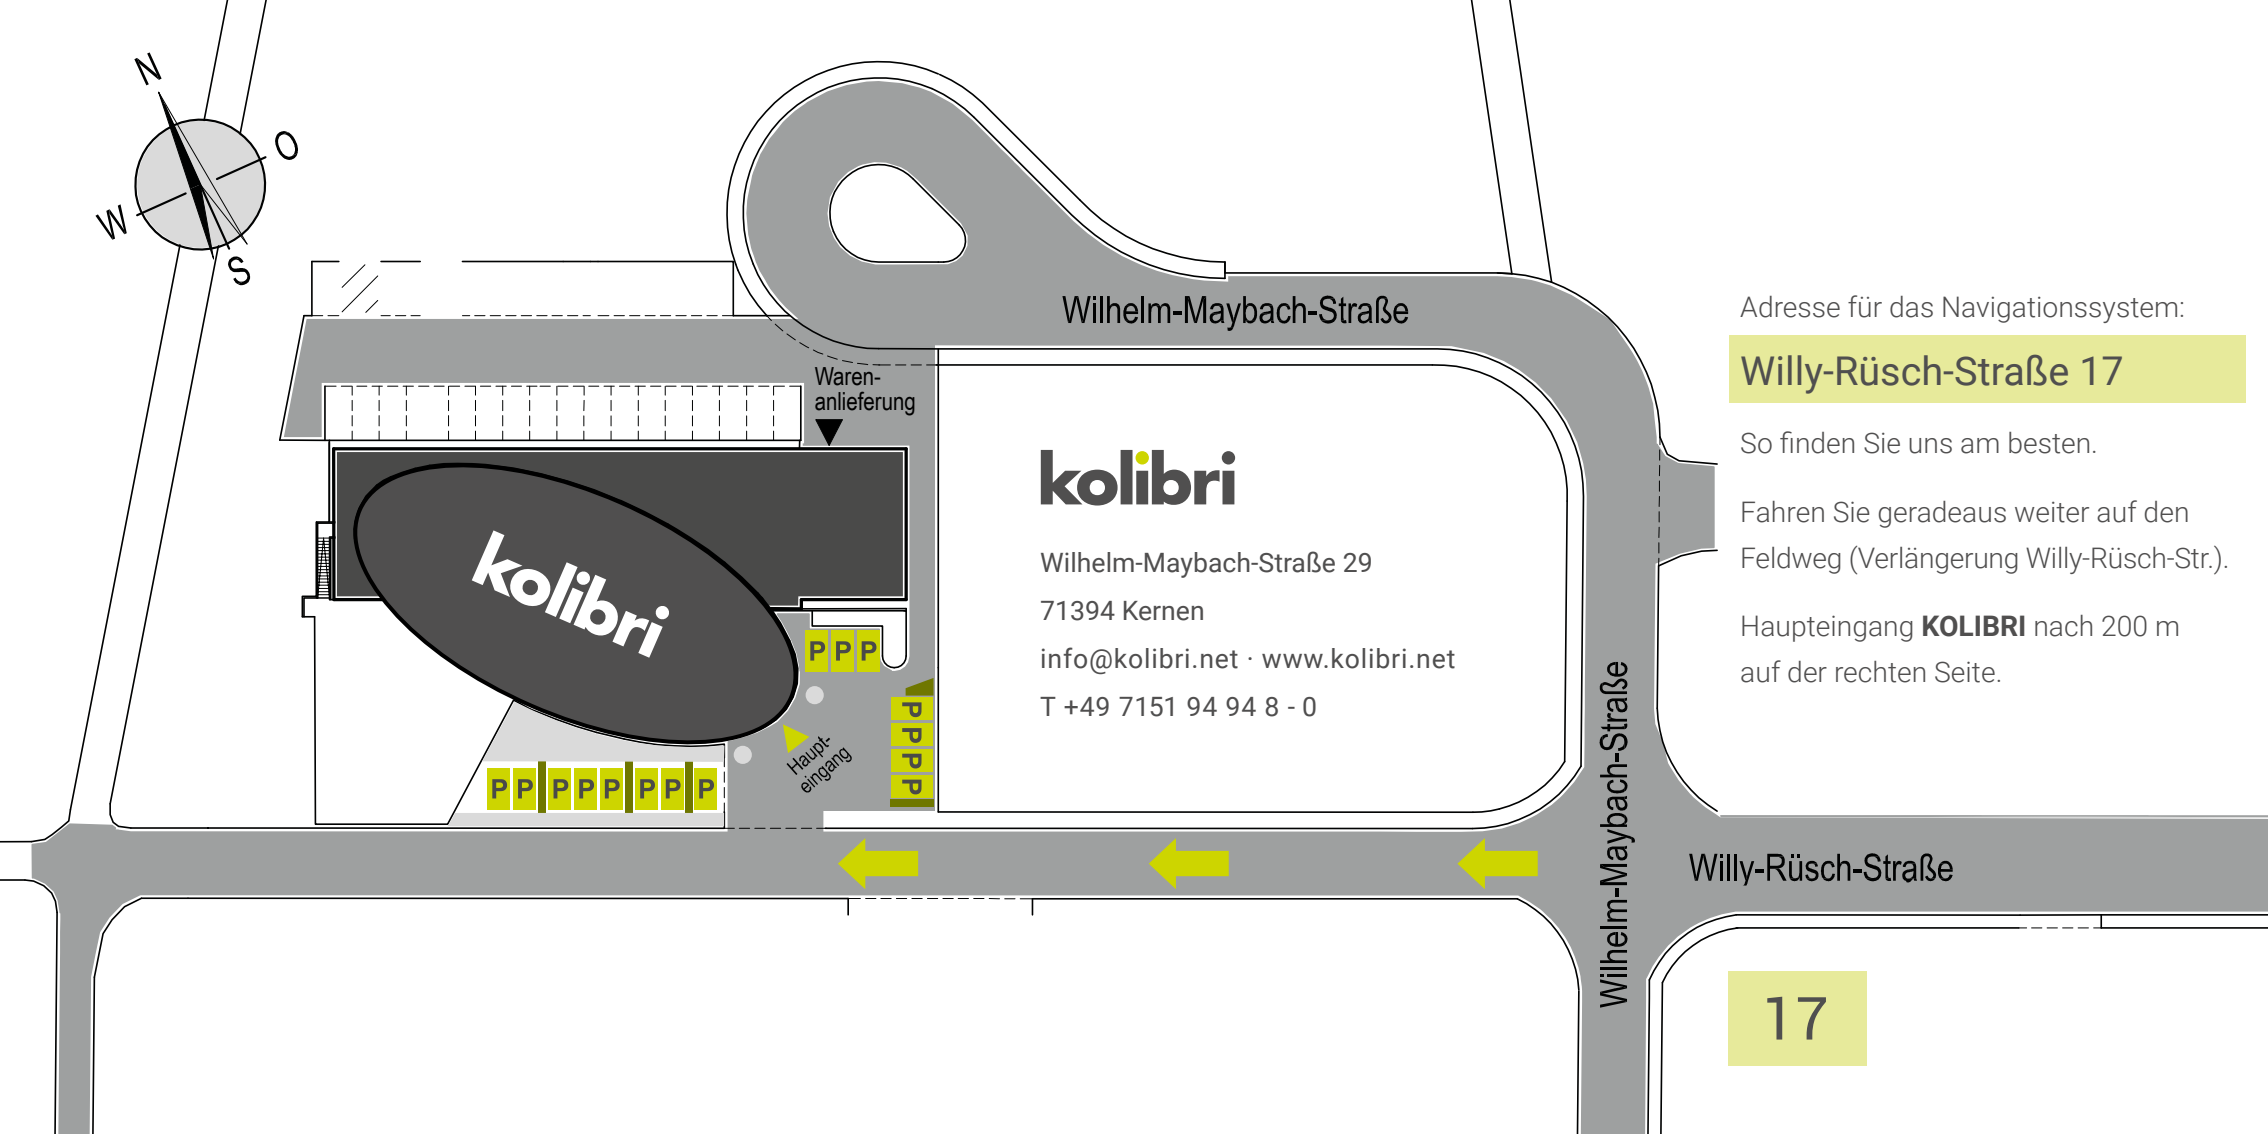 N
O
W
S
Wilhelm-Maybach-Straße
Waren-
anlieferung
kolibri
P P P
P
P
P
P
Haupt-
eingang
P P P P P P P P
kolibri
Wilhelm-Maybach-Straße 29
71394 Kernen
info@kolibri.net · www.kolibri.net
T +49 7151 94 94 8 - 0
Wilhelm-Maybach-Straße
Willy-Rüsch-Straße
Adresse für das Navigationssystem:
Willy-Rüsch-Straße 17
So finden Sie uns am besten.
Fahren Sie geradeaus weiter auf den
Feldweg (Verlängerung Willy-Rüsch-Str.).
Haupteingang KOLIBRI nach 200 m
auf der rechten Seite.
17